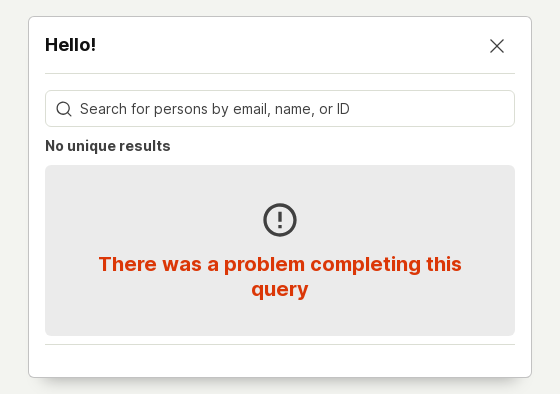 Hello!
Search for persons by email, name, or ID
No unique results
There was a problem completing this
query